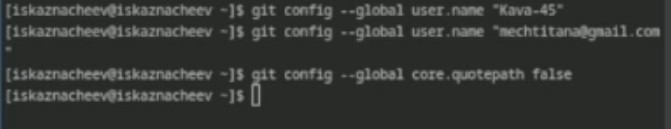 [iskaznacheev@iskaznacheev ~]$ git config --global user.name "Kava-45"
[iskaznacheev@iskaznacheev ~]$ git config --global user.name "mechtitana@gmail.com
"
[iskaznacheev@iskaznacheev ~]$ git config --global core.quotepath false
[iskaznacheev@iskaznacheev ~]$